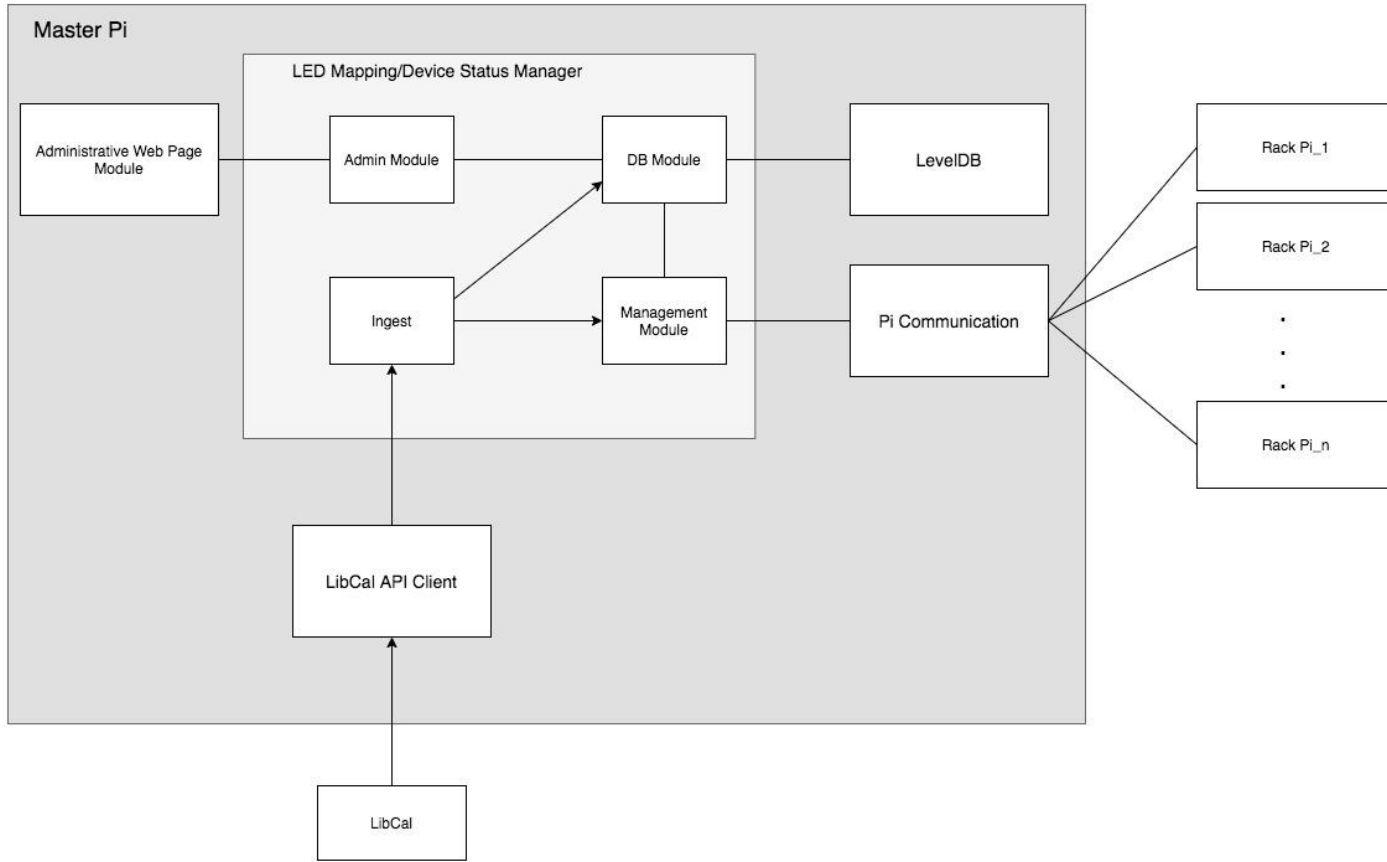 Master Pi
LED Mapping/Device Status Manager
Administrative Web Page
Module
Admin Module
DB Module
LevelDB
Rack Pi_1
Rack Pi_2
Ingest
Management
Module
Pi Communication
.
.
.
Rack Pi_n
LibCal API Client
LibCal